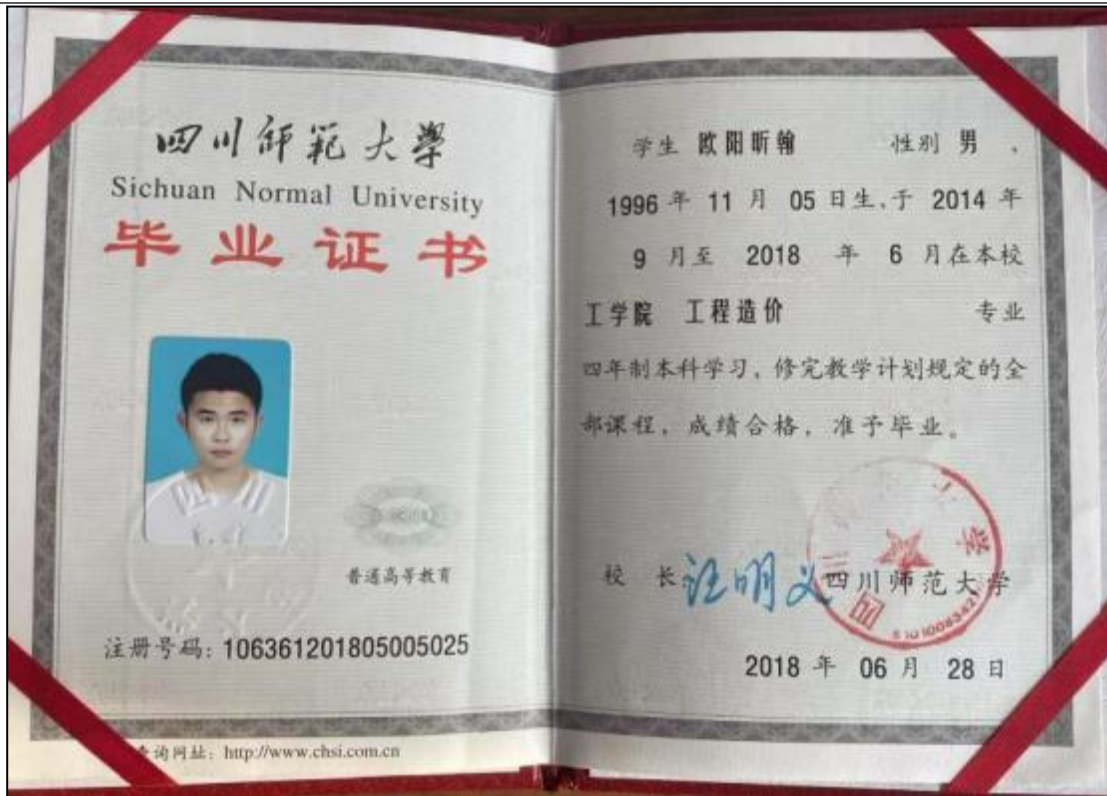 四川师范大学
Sichuan Normal University
毕业证书
普通高等教育
注册号码：106361201805005025
查询网址：http://www.chsi.com.cn
学生 欧阳昕翰 性别 男，
1996 年 11 月 05 日生，于 2014 年
9 月至 2018 年 6 月在本校
工学院 工程造价 专业
四年制本科学习，修完教学计划规定的全
部课程，成绩合格，准予毕业。
校 长 汪明义 四川师范大学
2018 年 06 月 28 日